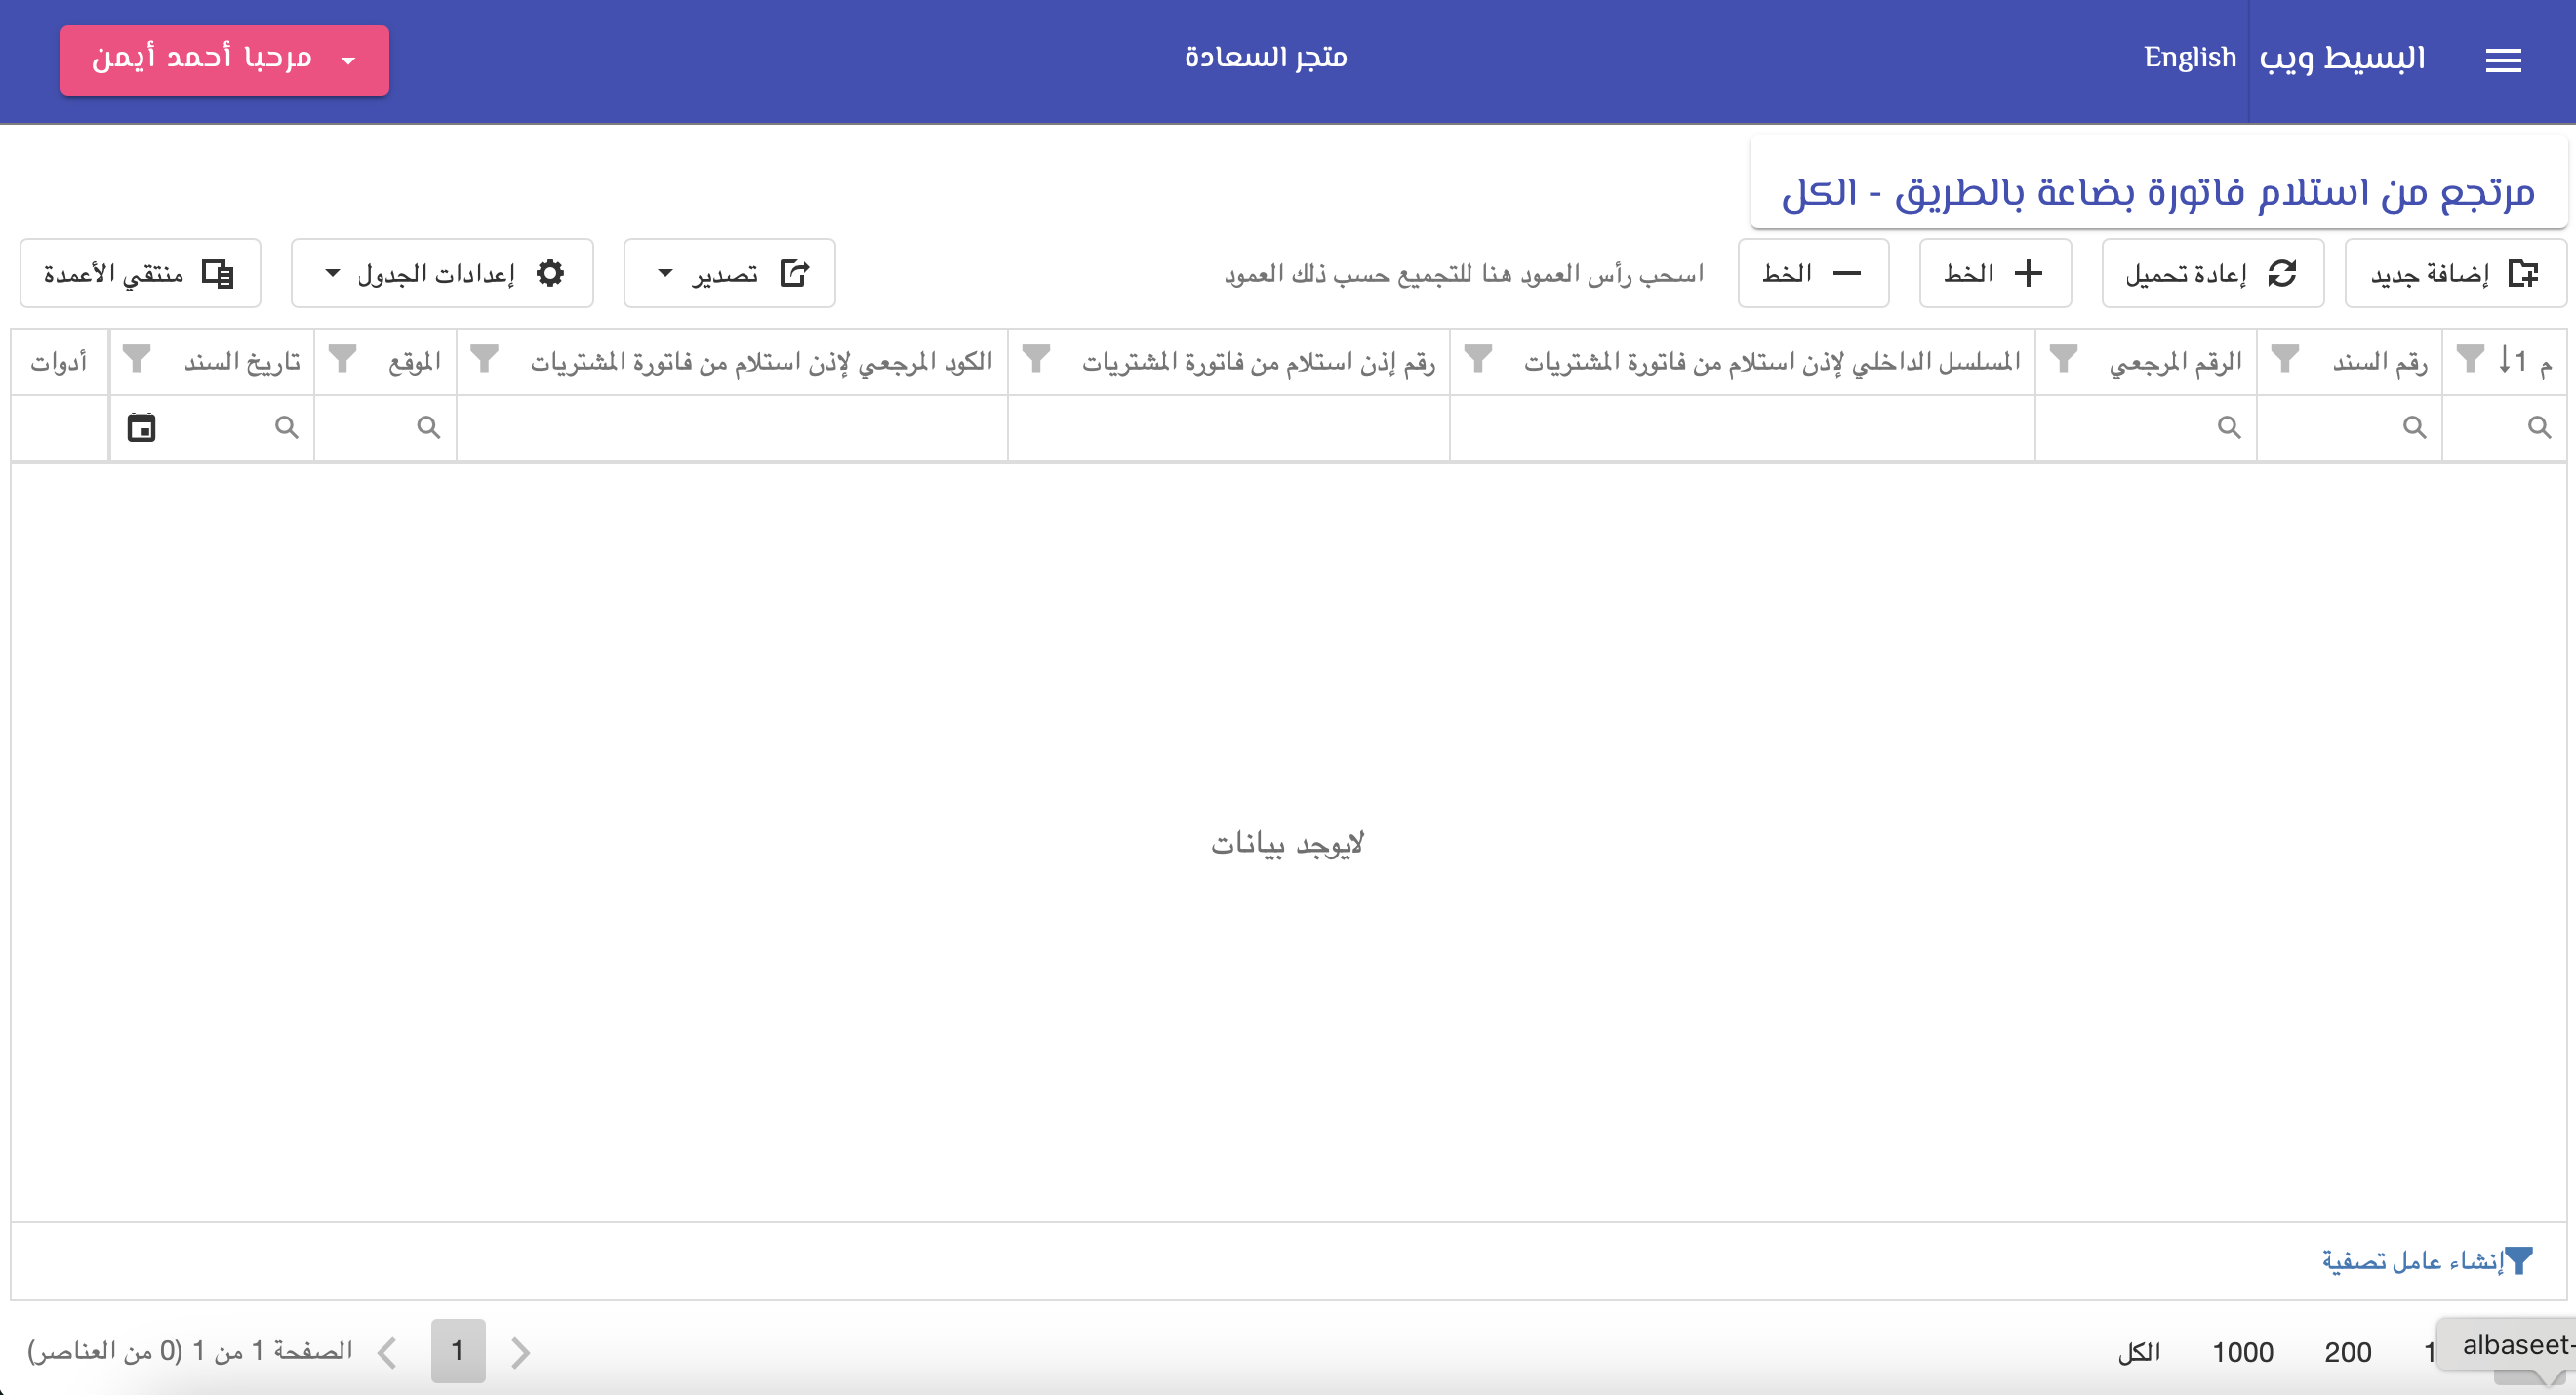 البسيط ويب
English
متجر السعادة
مرحبا أحمد أيمن
مرتجع من استلام فاتورة بضاعة بالطريق - الكل
إضافة جديد
إعادة تحميل
الخط
الخط
اسحب رأس العمود هنا للتجميع حسب ذلك العمود
تصدير
إعدادات الجدول
منتقي الأعمدة
م 1
رقم السند
الرقم المرجعي
المسلسل الداخلي لإذن استلام من فاتورة المشتريات
رقم إذن استلام من فاتورة المشتريات
الكود المرجعي لإذن استلام من فاتورة المشتريات
الموقع
تاريخ السند
أدوات
لايوجد بيانات
إنشاء عامل تصفية
albaseet-
200
1000
الكل
1
الصفحة 1 من 1 (0 من العناصر)